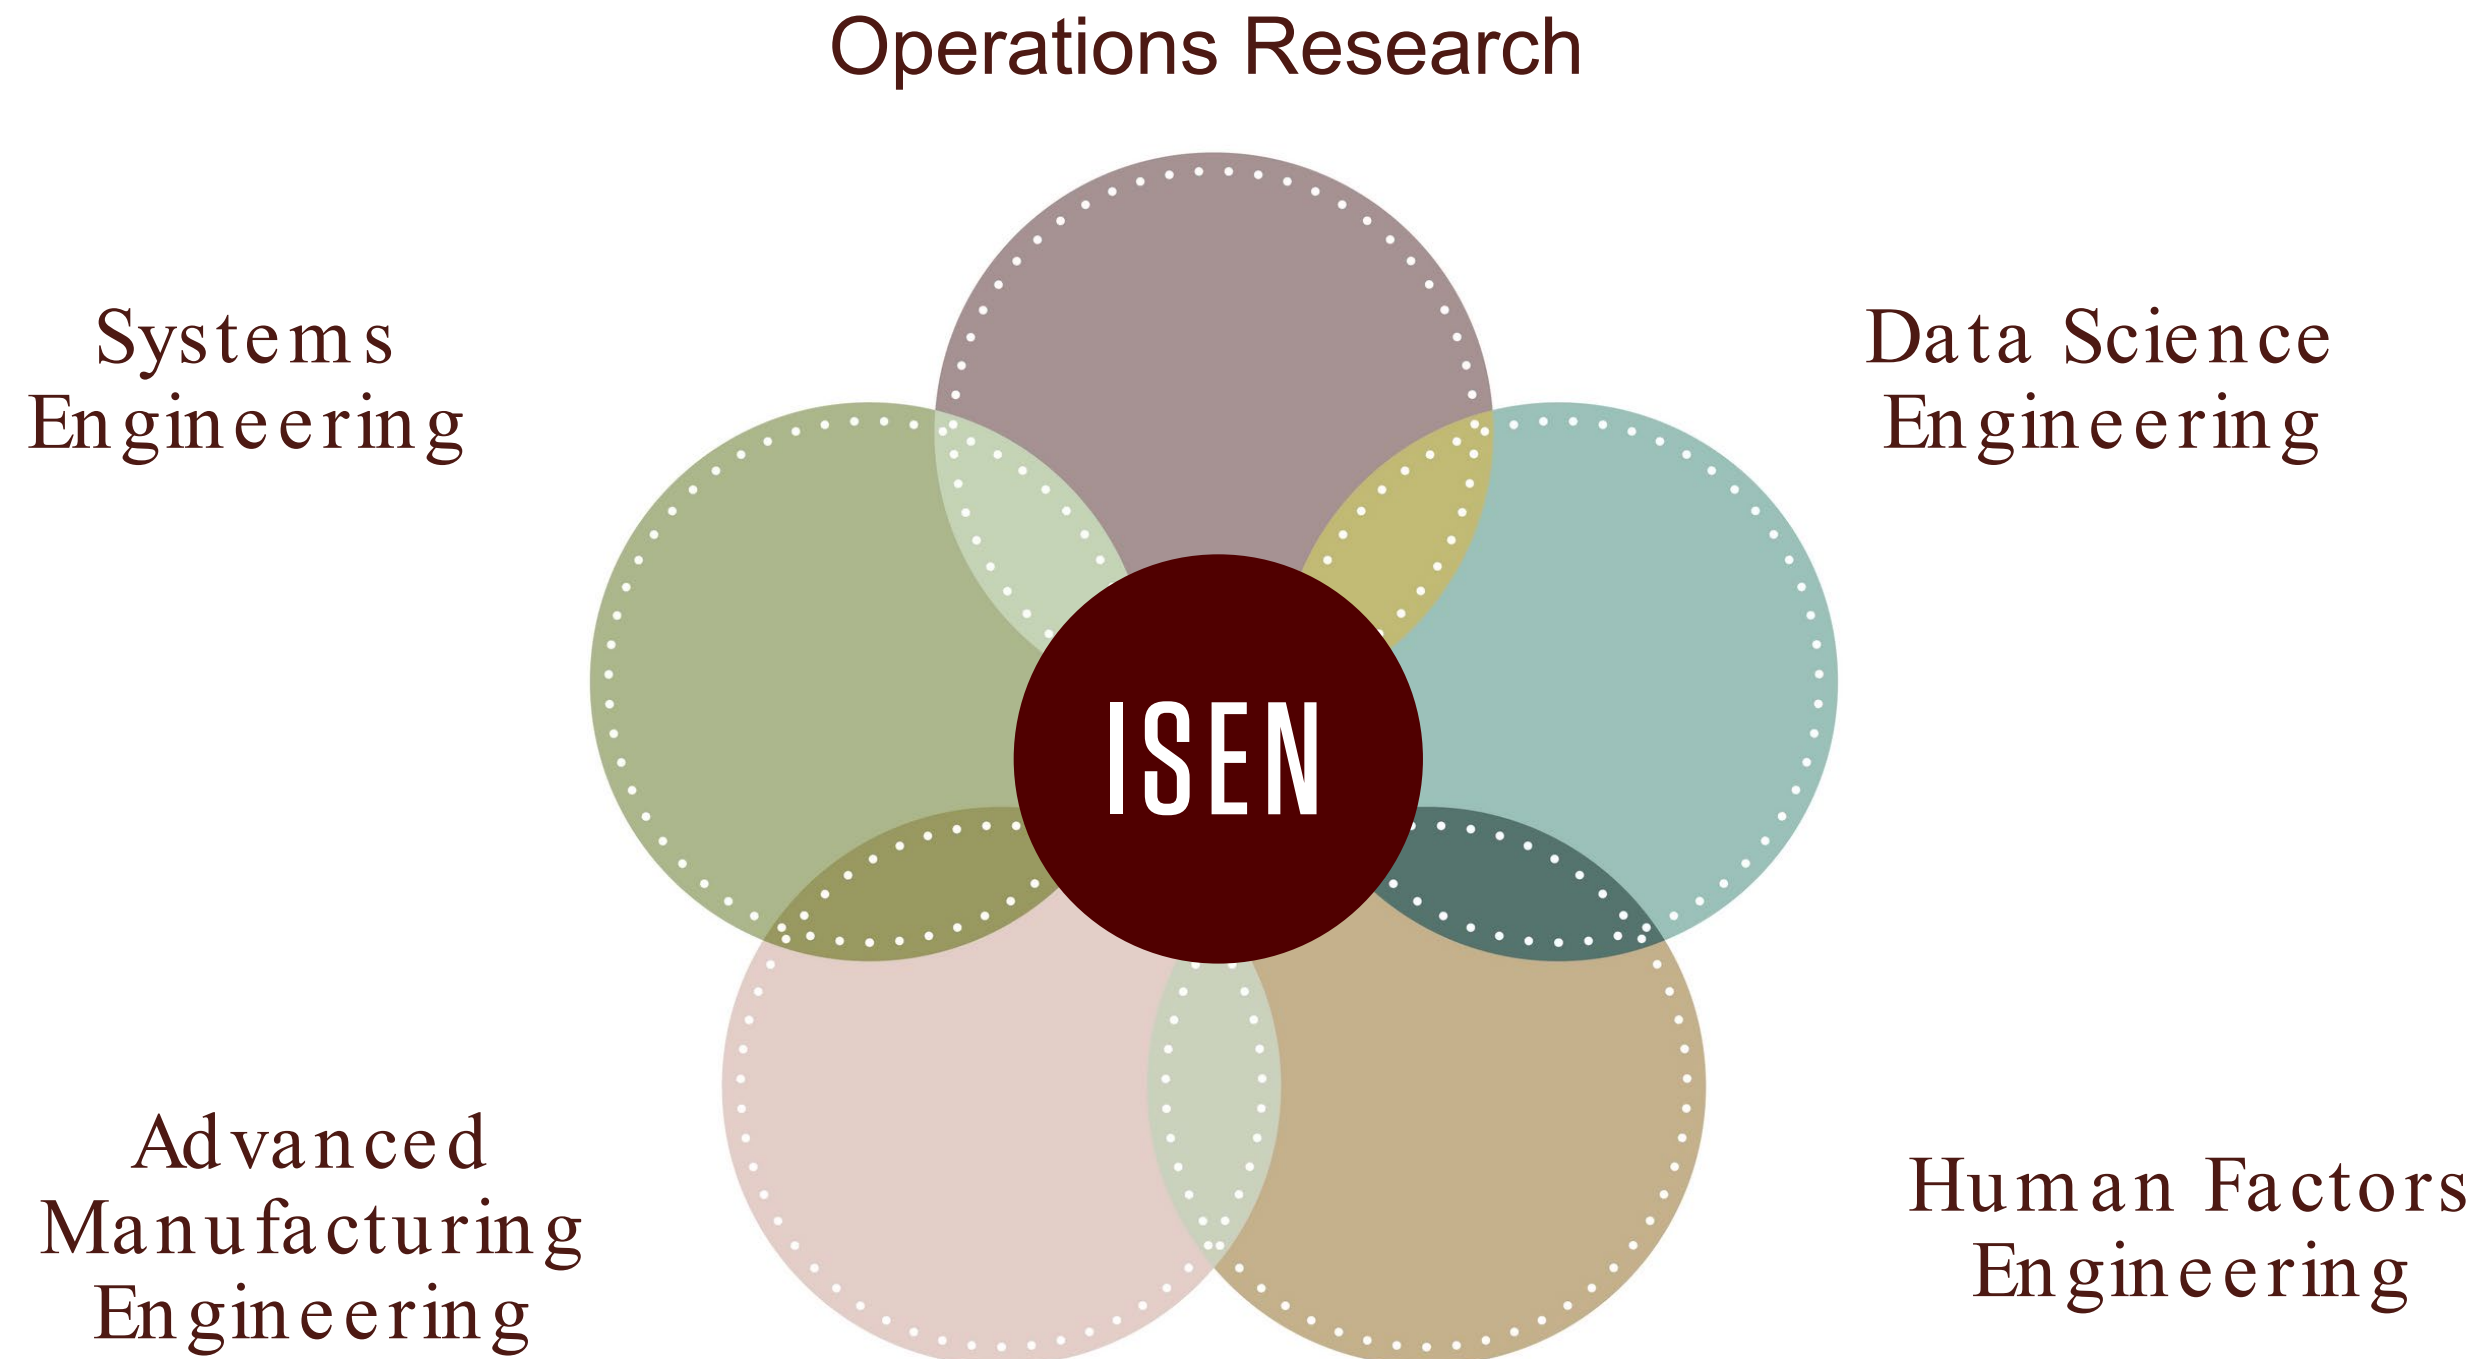 Operations Research
Systems
Engineering
Data Science
Engineering
ISEN
Advanced
Manufacturing
Engineering
Human Factors
Engineering